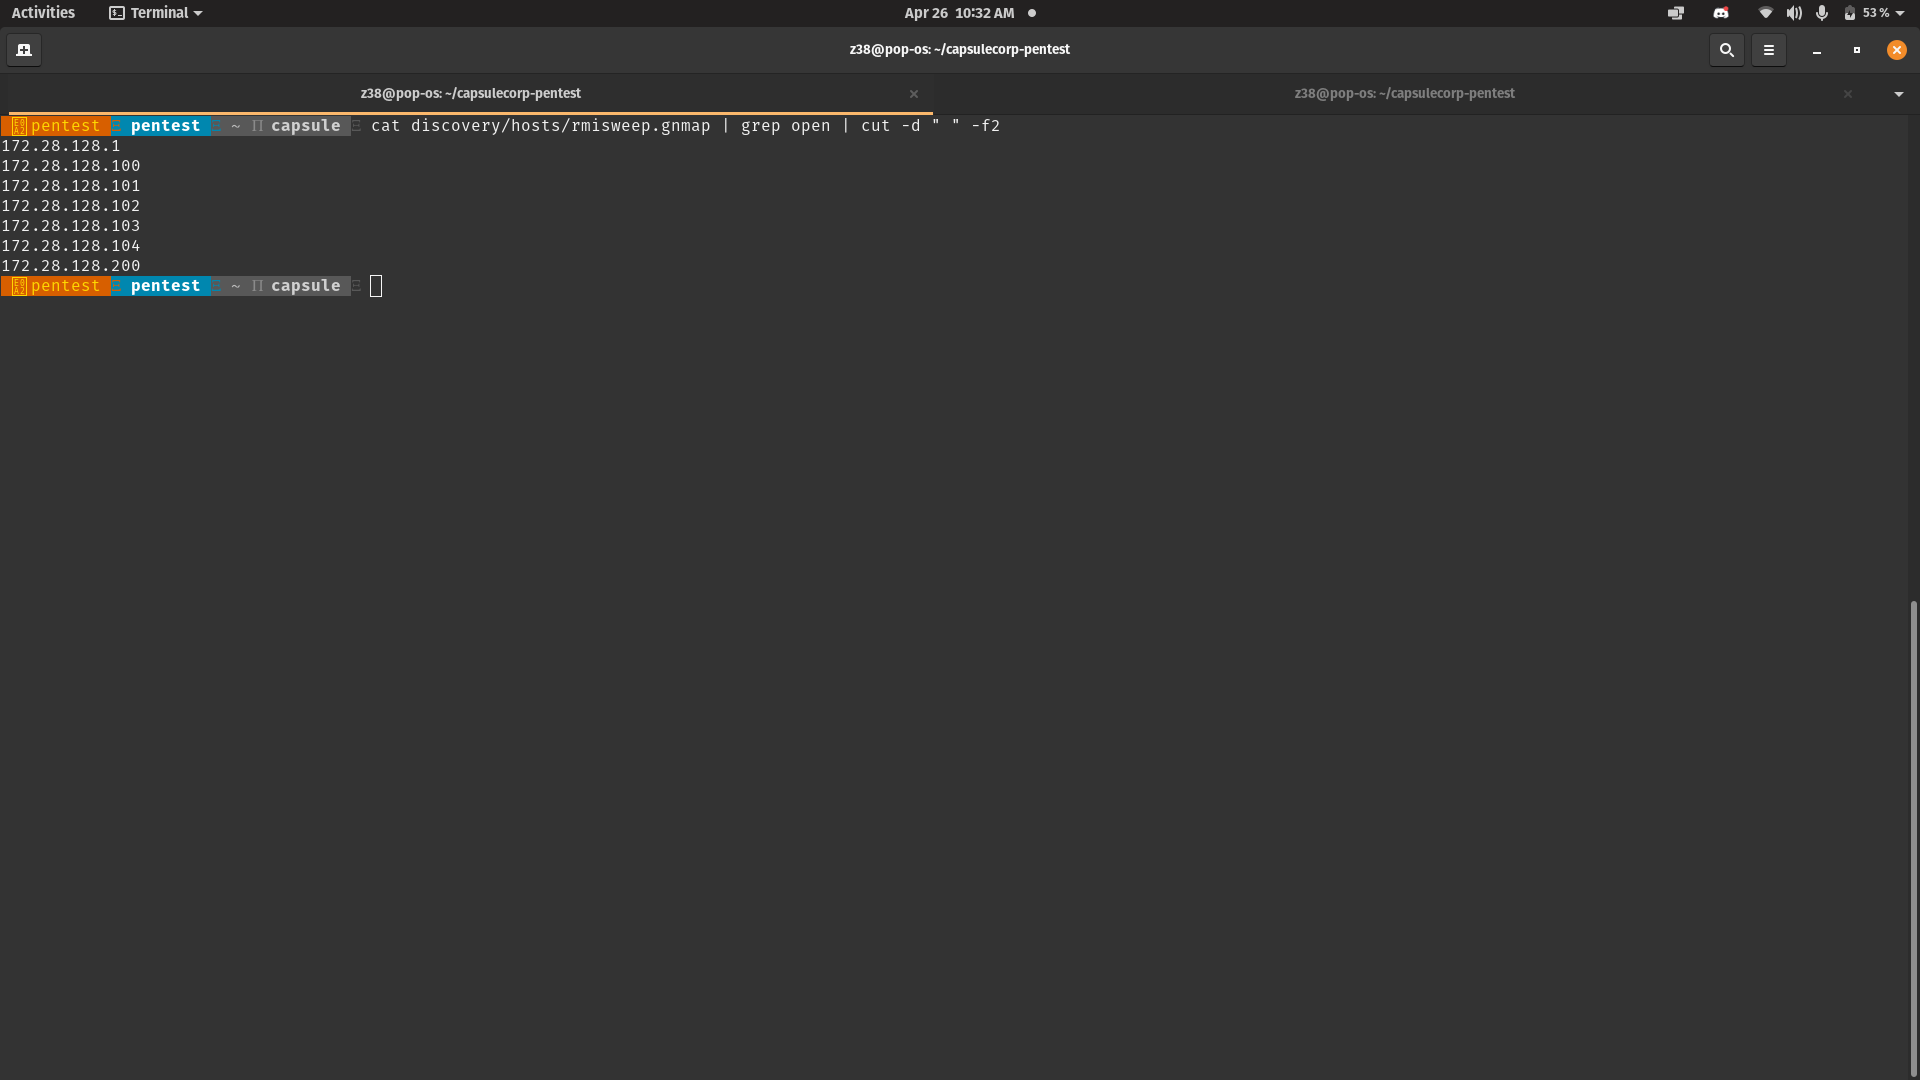 Activities Terminal Apr 26 10:32 AM 53 %
z38@pop-os: ~/capsulecorp-pentest
z38@pop-os: ~/capsulecorp-pentest z38@pop-os: ~/capsulecorp-pentest
pentest pentest ~ capsule cat discovery/hosts/rmisweep.gnmap | grep open | cut -d " " -f2
172.28.128.1
172.28.128.100
172.28.128.101
172.28.128.102
172.28.128.103
172.28.128.104
172.28.128.200
pentest pentest ~ capsule